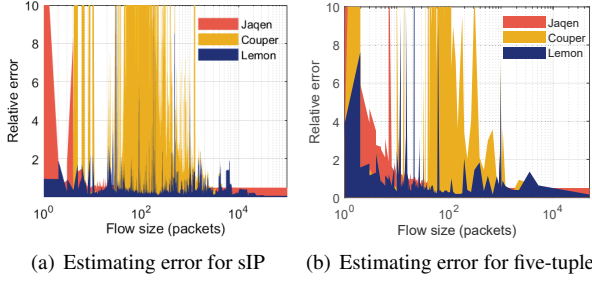 10
8
6
4
2
Relative error
Jaqen
Couper
Lemon
10^0
10^2
10^4
Flow size (packets)
(a) Estimating error for sIP
10
8
6
4
2
0
Relative error
Jaqen
Couper
Lemon
10^0
10^2
10^4
Flow size (packets)
(b) Estimating error for five-tuple